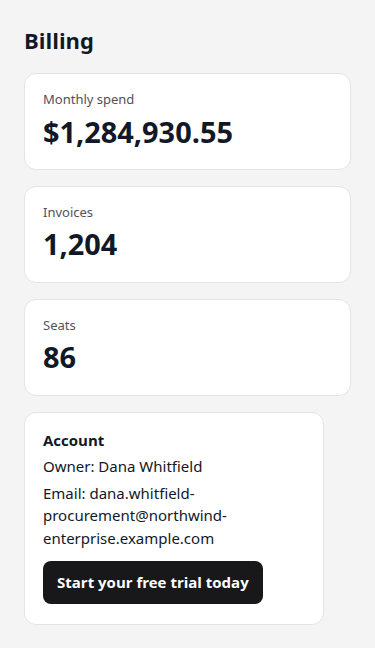 Billing
Monthly spend
$1,284,930.55
Invoices
1,204
Seats
86
Account
Owner: Dana Whitfield
Email: dana.whitfield-
procurement@northwind-
enterprise.example.com
Start your free trial today